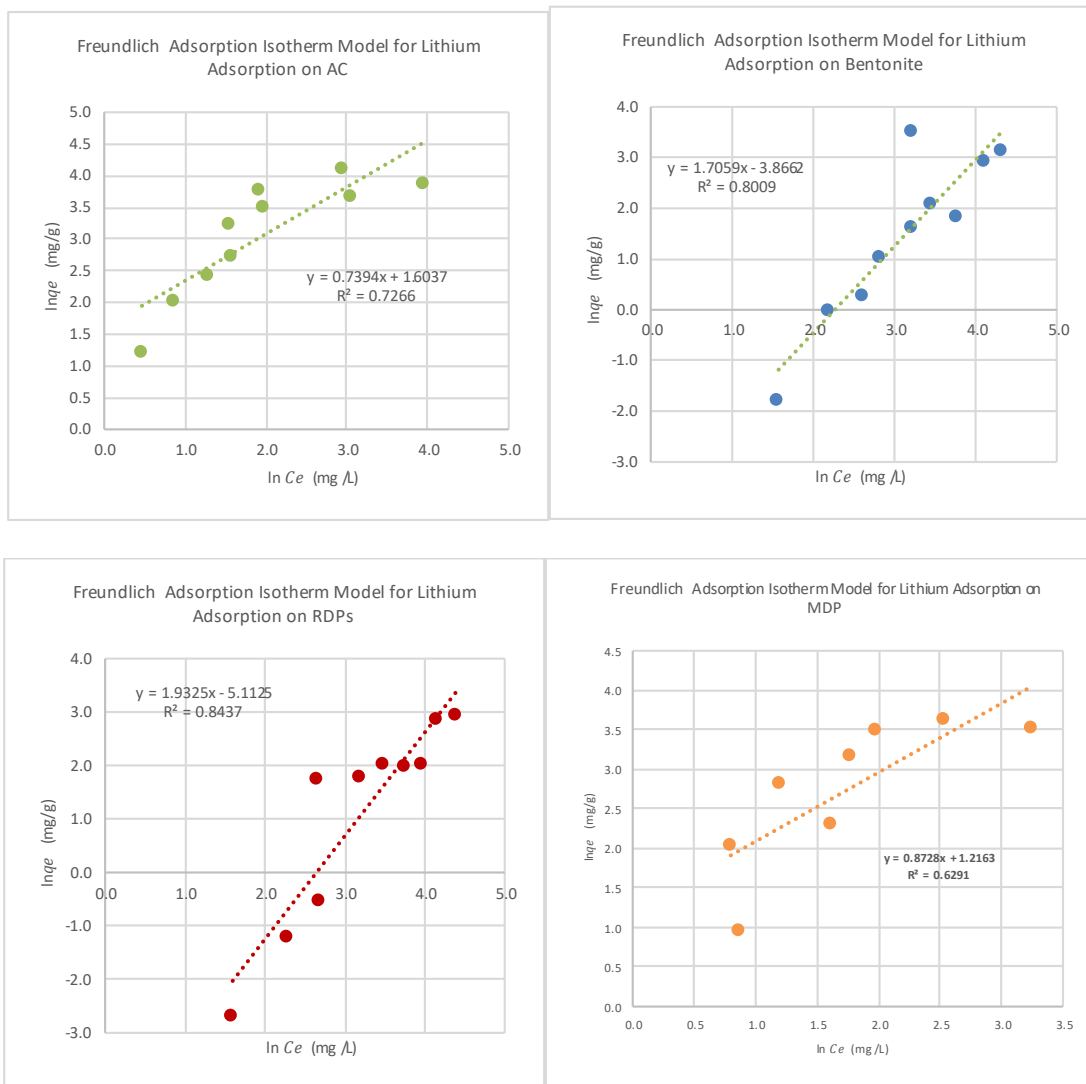 Freundlich Adsorption Isotherm Model for Lithium
Adsorption on AC
5.0
4.5
4.0
3.5
3.0
2.5
2.0
1.5
1.0
0.5
0.0
0.0
1.0
2.0
3.0
4.0
5.0
lnqe (mg/g)
ln Ce (mg /L)
y = 0.7394x + 1.6037
R² = 0.7266
Freundlich Adsorption Isotherm Model for Lithium
Adsorption on Bentonite
4.0
3.0
2.0
1.0
0.0
-1.0
-2.0
-3.0
0.0
1.0
2.0
3.0
4.0
5.0
lnqe (mg/g)
ln Ce (mg /L)
y = 1.7059x - 3.8662
R² = 0.8009
Freundlich Adsorption Isotherm Model for Lithium
Adsorption on RDPs
4.0
3.0
2.0
1.0
0.0
-1.0
-2.0
-3.0
0.0
1.0
2.0
3.0
4.0
5.0
lnqe (mg/g)
ln Ce (mg /L)
y = 1.9325x - 5.1125
R² = 0.8437
Freundlich Adsorption Isotherm Model for Lithium Adsorption on
MDP
4.5
4.0
3.5
3.0
2.5
2.0
1.5
1.0
0.5
0.0
0.0
0.5
1.0
1.5
2.0
2.5
3.0
3.5
lnqe (mg/g)
ln Ce (mg /L)
y = 0.8728x + 1.2163
R² = 0.6291